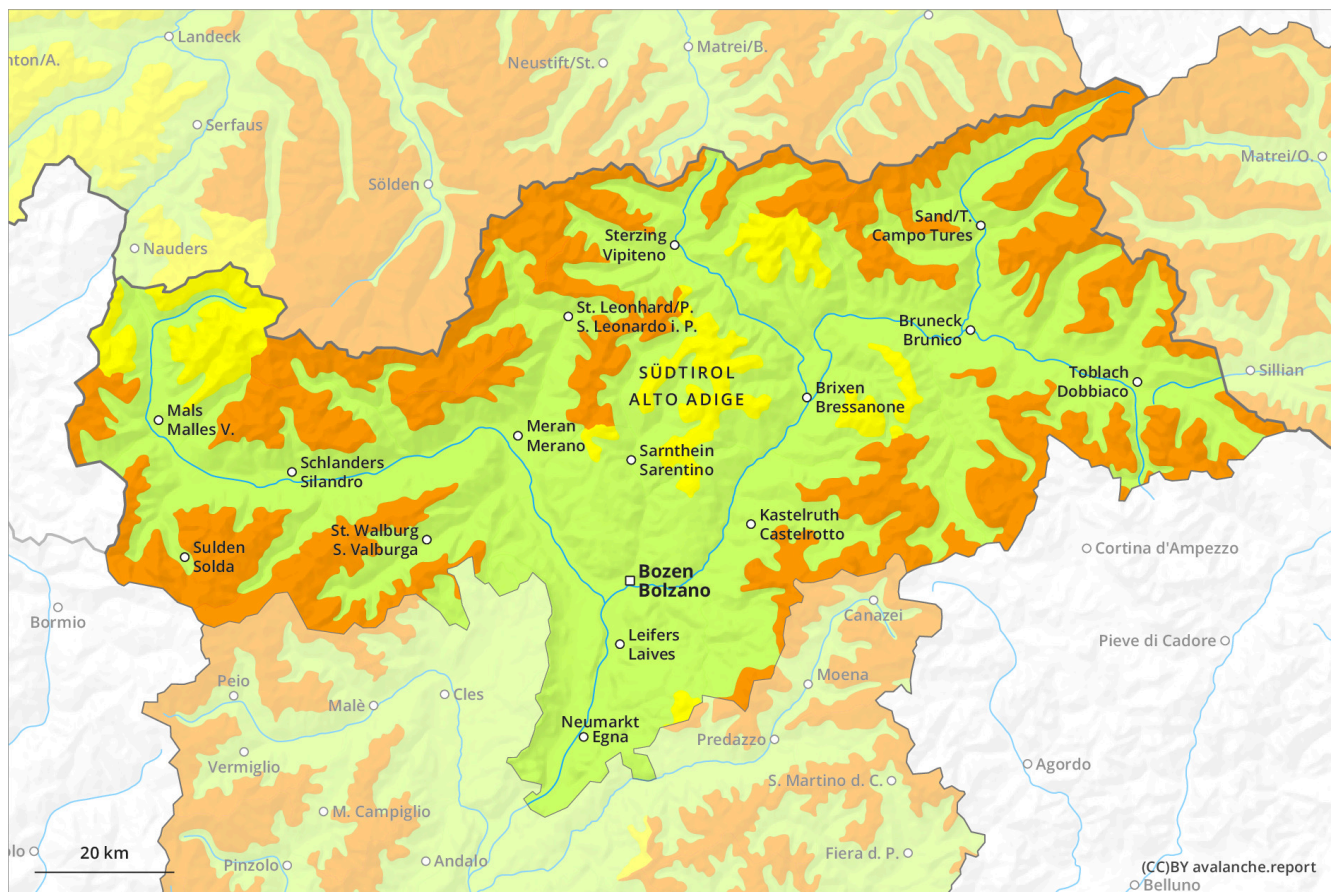 Landeck
nton/A.
Matrei/B.
Neustift/St.
Serfaus
Matrei/O.
Sölden
Sand/T.
Campo Tures
Sterzing
Vipiteno
Nauders
St. Leonhard/P.
S. Leonardo i. P.
Bruneck
Brunico
SÜDTIROL
ALTO ADIGE
Toblach
Dobbiaco
Sillian
Brixen
Bressanone
Mals
Malles V.
Meran
Merano
Sarnthein
Sarentino
Schlanders
Silandro
Kastelruth
Castelrotto
St. Walburg
S. Valburga
Sulden
Solda
Cortina d'Ampezzo
Bozen
Bolzano
Bormio
Canazei
Leifers
Laives
Pieve di Cadore
Peio
Cles
Moena
Malè
Neumarkt
Egna
Predazzo
Vermiglio
Agordo
S. Martino d. C.
M. Campiglio
olo
20 km
Pinzolo
Andalo
Fiera d. P.
(CC)BY avalanche.report
Belluno